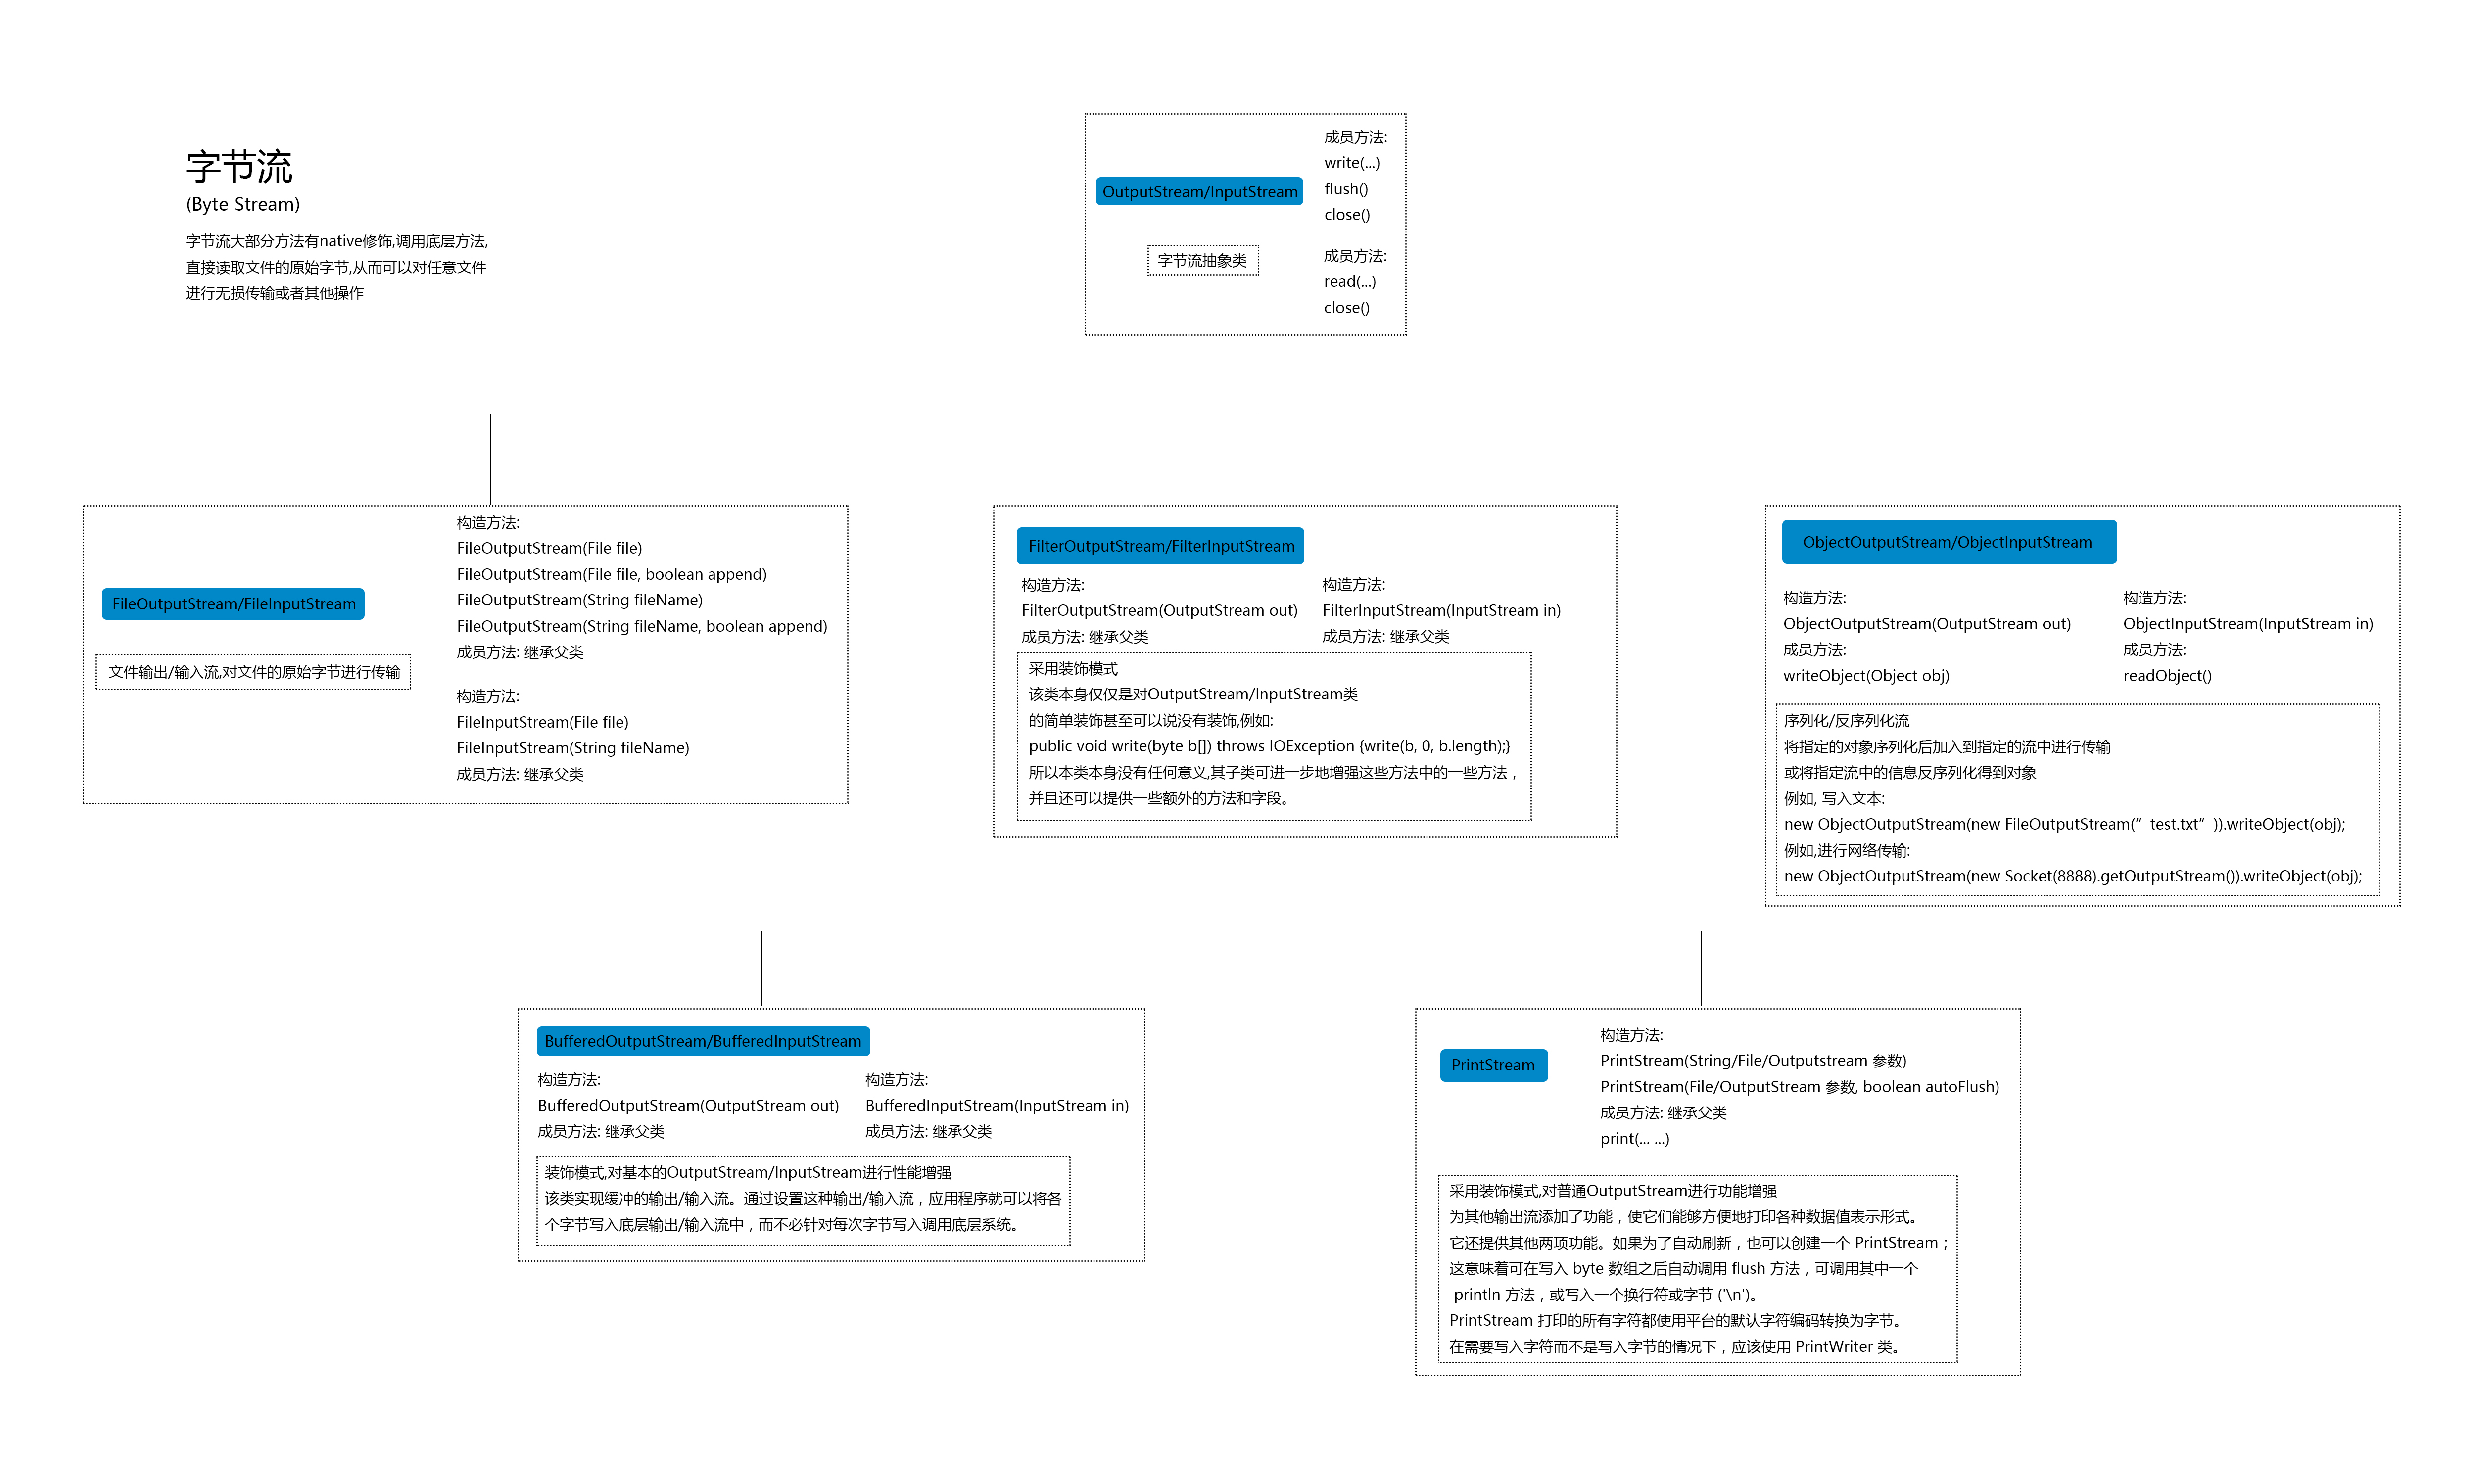 字节流
(Byte Stream)
字节流大部分方法有native修饰,调用底层方法,
直接读取文件的原始字节,从而可以对任意文件
进行无损传输或者其他操作
OutputStream/InputStream
字节流抽象类
成员方法:
write(...)
flush()
close()
成员方法:
read(...)
close()
FileOutputStream/FileInputStream
文件输出/输入流,对文件的原始字节进行传输
构造方法:
FileOutputStream(File file)
FileOutputStream(File file, boolean append)
FileOutputStream(String fileName)
FileOutputStream(String fileName, boolean append)
成员方法: 继承父类
构造方法:
FileInputStream(File file)
FileInputStream(String fileName)
成员方法: 继承父类
FilterOutputStream/FilterInputStream
构造方法:
FilterOutputStream(OutputStream out)
成员方法: 继承父类
构造方法:
FilterInputStream(InputStream in)
成员方法: 继承父类
采用装饰模式
该类本身仅仅是对OutputStream/InputStream类
的简单装饰甚至可以说没有装饰,例如:
public void write(byte b[]) throws IOException {write(b, 0, b.length);}
所以本类本身没有任何意义,其子类可进一步地增强这些方法中的一些方法，
并且还可以提供一些额外的方法和字段。
ObjectOutputStream/ObjectInputStream
构造方法:
ObjectOutputStream(OutputStream out)
成员方法:
writeObject(Object obj)
构造方法:
ObjectInputStream(InputStream in)
成员方法:
readObject()
序列化/反序列化流
将指定的对象序列化后加入到指定的流中进行传输
或将指定流中的信息反序列化得到对象
例如, 写入文本:
new ObjectOutputStream(new FileOutputStream(”test.txt”)).writeObject(obj);
例如,进行网络传输:
new ObjectOutputStream(new Socket(8888).getOutputStream()).writeObject(obj);
BufferedOutputStream/BufferedInputStream
构造方法:
BufferedOutputStream(OutputStream out)
成员方法: 继承父类
构造方法:
BufferedInputStream(InputStream in)
成员方法: 继承父类
装饰模式,对基本的OutputStream/InputStream进行性能增强
该类实现缓冲的输出/输入流。通过设置这种输出/输入流，应用程序就可以将各
个字节写入底层输出/输入流中，而不必针对每次字节写入调用底层系统。
PrintStream
构造方法:
PrintStream(String/File/Outputstream 参数)
PrintStream(File/OutputStream 参数, boolean autoFlush)
成员方法: 继承父类
print(... ...)
采用装饰模式,对普通OutputStream进行功能增强
为其他输出流添加了功能，使它们能够方便地打印各种数据值表示形式。
它还提供其他两项功能。如果为了自动刷新，也可以创建一个 PrintStream；
这意味着可在写入 byte 数组之后自动调用 flush 方法，可调用其中一个
println 方法，或写入一个换行符或字节 ('\n')。
PrintStream 打印的所有字符都使用平台的默认字符编码转换为字节。
在需要写入字符而不是写入字节的情况下，应该使用 PrintWriter 类。